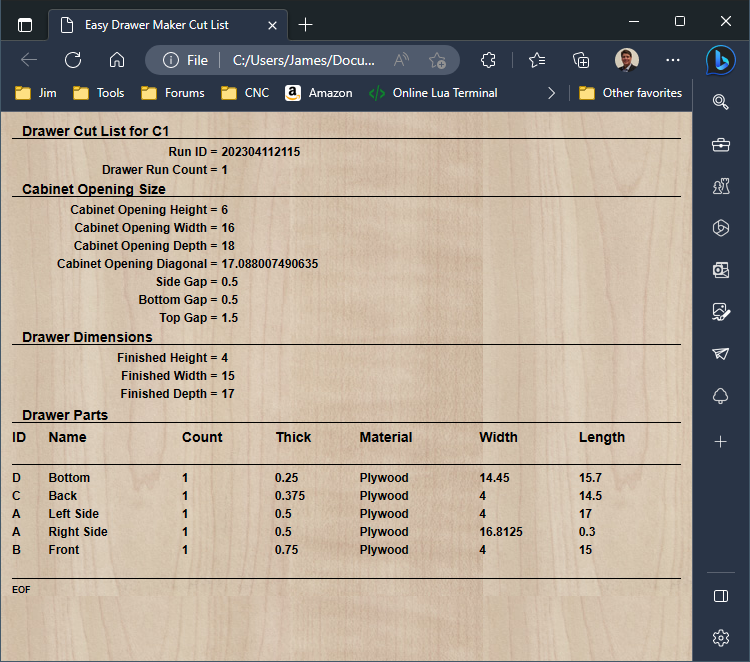 Easy Drawer Maker Cut List
File
C:/Users/James/Docu...
Jim Tools Forums CNC Amazon Online Lua Terminal Other favorites
Drawer Cut List for C1
Run ID = 202304112115
Drawer Run Count = 1
Cabinet Opening Size
Cabinet Opening Height = 6
Cabinet Opening Width = 16
Cabinet Opening Depth = 18
Cabinet Opening Diagonal = 17.088007490635
Side Gap = 0.5
Bottom Gap = 0.5
Top Gap = 1.5
Drawer Dimensions
Finished Height = 4
Finished Width = 15
Finished Depth = 17
Drawer Parts
ID Name Count Thick Material Width Length
D Bottom 1 0.25 Plywood 14.45 15.7
C Back 1 0.375 Plywood 4 14.5
A Left Side 1 0.5 Plywood 4 17
A Right Side 1 0.5 Plywood 16.8125 0.3
B Front 1 0.75 Plywood 4 15
EOF